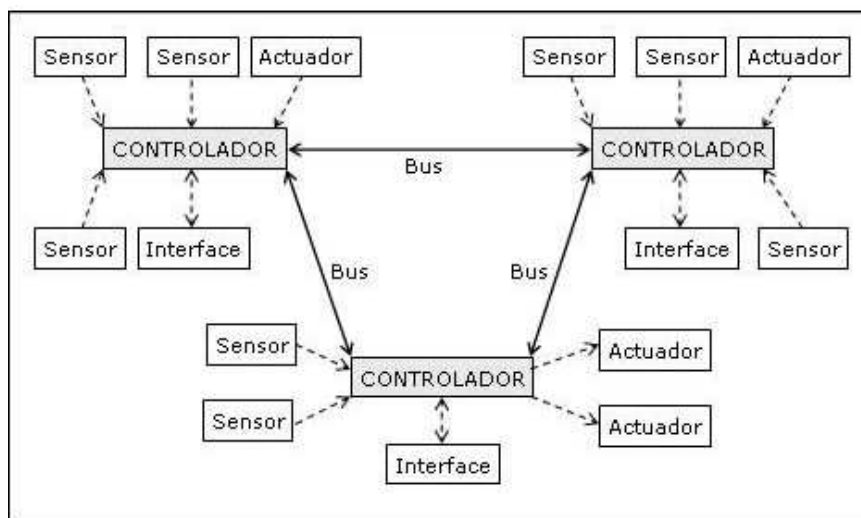 Sensor
Sensor
Actuador
Sensor
Sensor
Actuador
CONTROLADOR
CONTROLADOR
Bus
Sensor
Interface
Interface
Sensor
Bus
Bus
Sensor
Actuador
CONTROLADOR
Sensor
Actuador
Interface